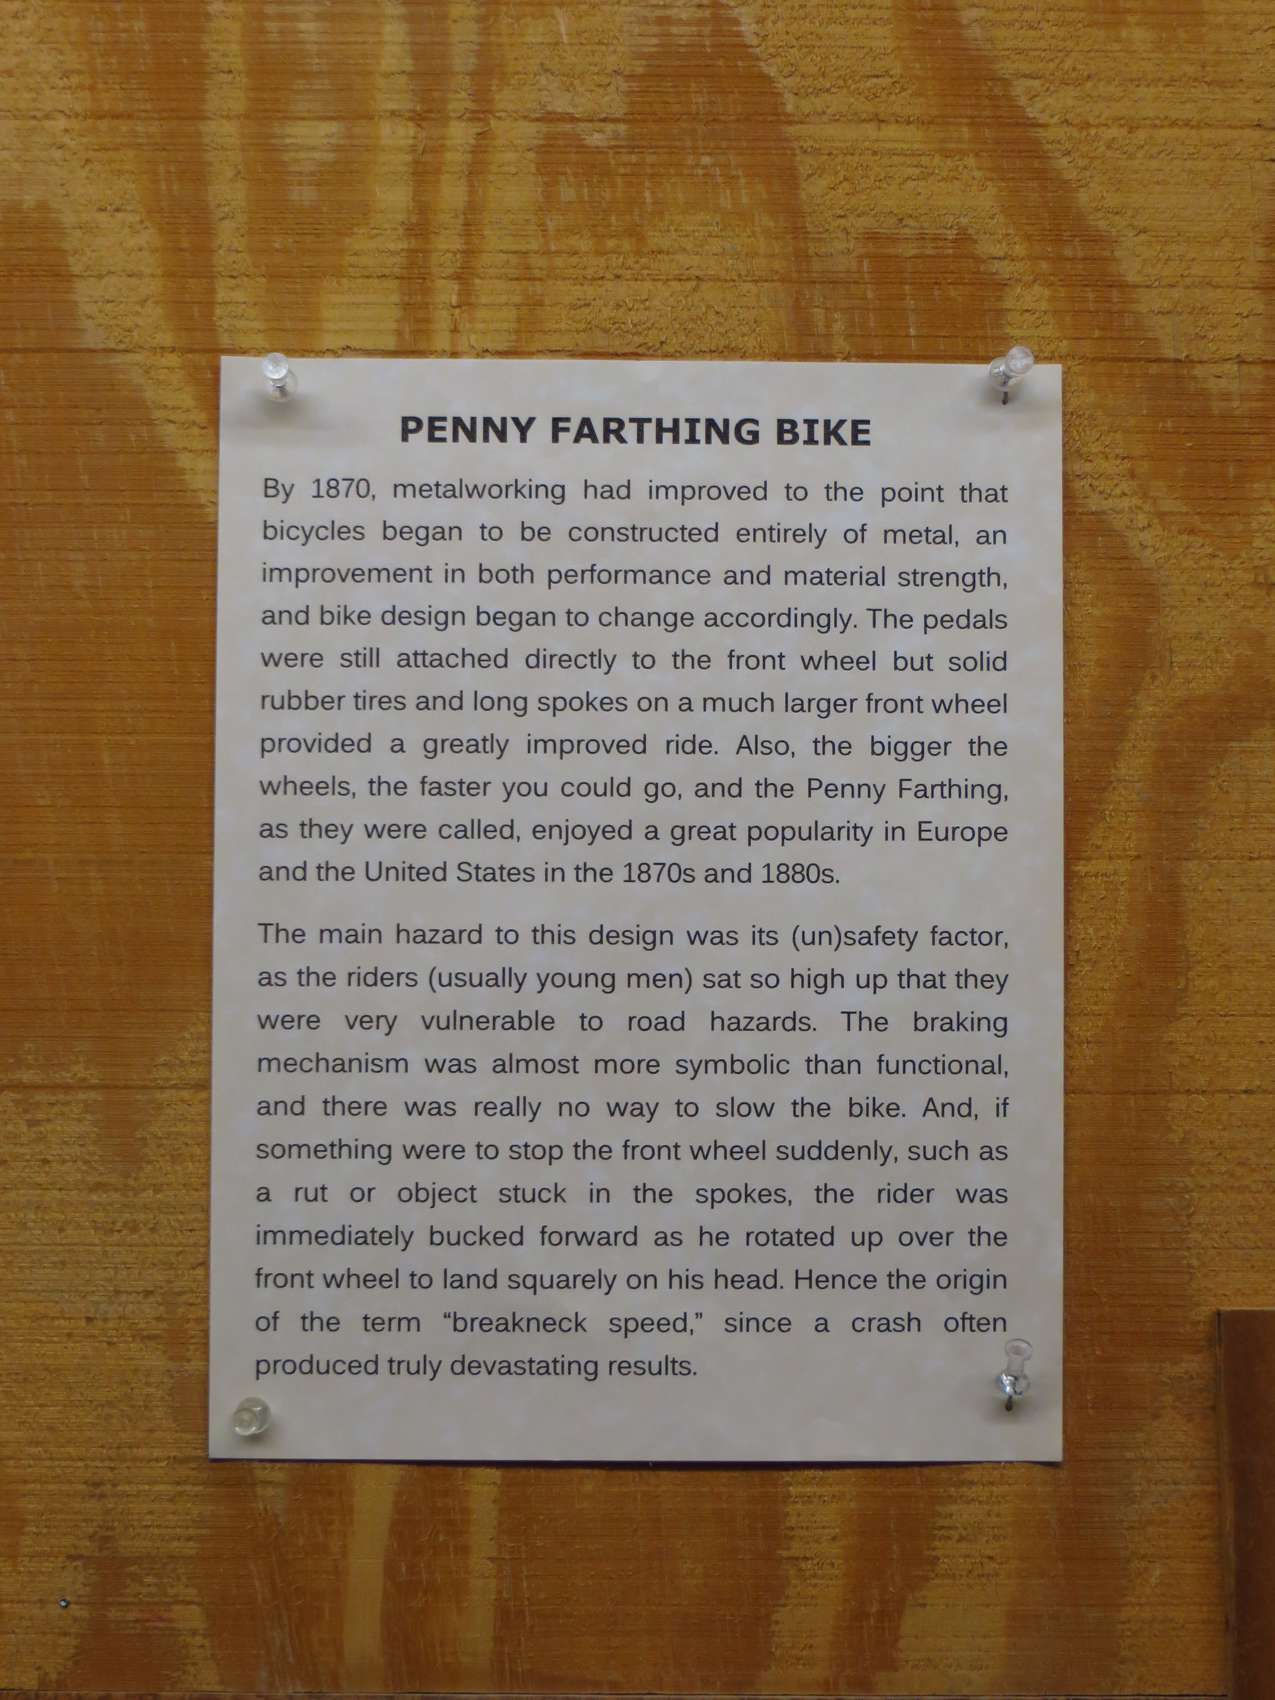 PENNY FARTHING BIKE
By 1870, metalworking had improved to the point that
bicycles began to be constructed entirely of metal, an
improvement in both performance and material strength,
and bike design began to change accordingly. The pedals
were still attached directly to the front wheel but solid
rubber tires and long spokes on a much larger front wheel
provided a greatly improved ride. Also, the bigger the
wheels, the faster you could go, and the Penny Farthing,
as they were called, enjoyed a great popularity in Europe
and the United States in the 1870s and 1880s.
The main hazard to this design was its (un)safety factor,
as the riders (usually young men) sat so high up that they
were very vulnerable to road hazards. The braking
mechanism was almost more symbolic than functional,
and there was really no way to slow the bike. And, if
something were to stop the front wheel suddenly, such as
a rut or object stuck in the spokes, the rider was
immediately bucked forward as he rotated up over the
front wheel to land squarely on his head. Hence the origin
of the term “breakneck speed,” since a crash often
produced truly devastating results.